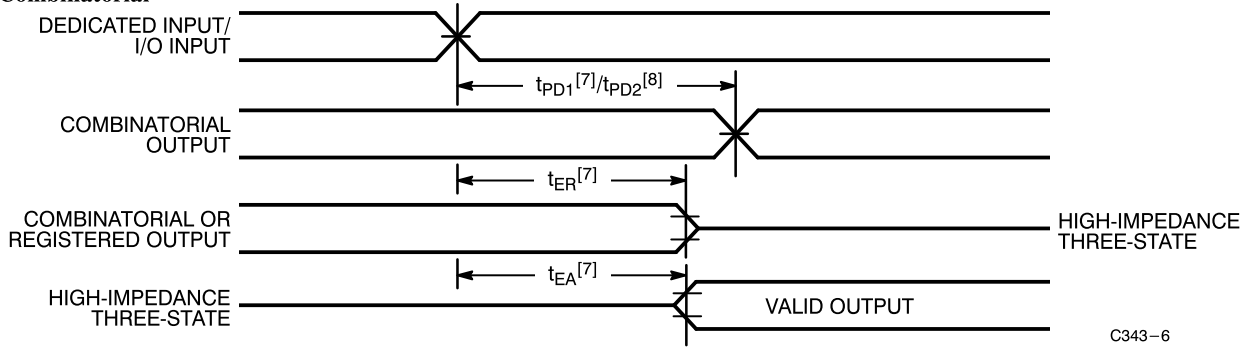 Combinatorial
DEDICATED INPUT/
I/O INPUT
tPD1[7]/tPD2[8]
COMBINATORIAL
OUTPUT
tER[7]
COMBINATORIAL OR
REGISTERED OUTPUT
HIGH-IMPEDANCE
THREE-STATE
tEA[7]
HIGH-IMPEDANCE
THREE-STATE
VALID OUTPUT
C343–6